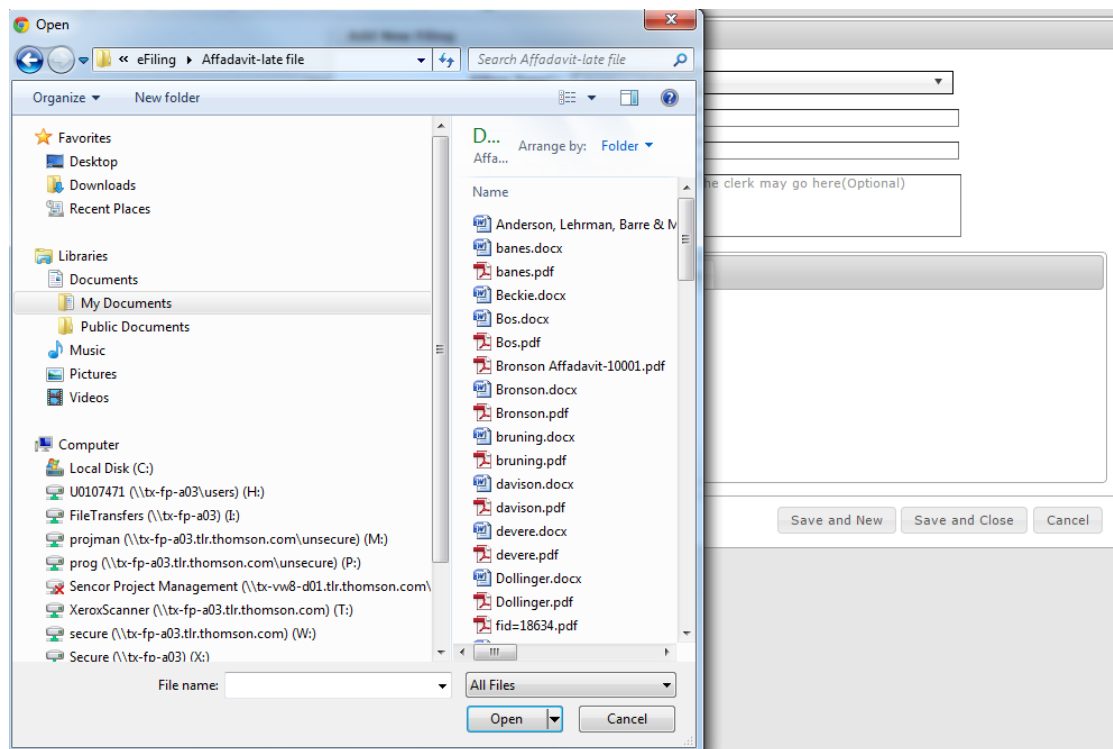 Open
Add New Filing
« eFiling ▸ Affadavit-late file
Search Affadavit-late file
Organize
New folder
Favorites
Desktop
Downloads
Recent Places
Libraries
Documents
My Documents
Public Documents
Music
Pictures
Videos
Computer
Local Disk (C:)
U0107471 (\\tx-fp-a03\users) (H:)
FileTransfers (\\tx-fp-a03) (I:)
projman (\\tx-fp-a03.tlr.thomson.com\unsecure) (M:)
prog (\\tx-fp-a03.tlr.thomson.com\unsecure) (P:)
Sencor Project Management (\\tx-vw8-d01.tlr.thomson.com\
XeroxScanner (\\tx-fp-a03.tlr.thomson.com) (T:)
secure (\\tx-fp-a03.tlr.thomson.com) (W:)
Secure (\\tx-fp-a03) (X:)
D...
Affa...
Arrange by: Folder
Name
Anderson, Lehrman, Barre & M
banes.docx
banes.pdf
Beckie.docx
Bos.docx
Bos.pdf
Bronson Affadavit-10001.pdf
Bronson.docx
Bronson.pdf
bruning.docx
bruning.pdf
davison.docx
davison.pdf
devere.docx
devere.pdf
Dollinger.docx
Dollinger.pdf
fid=18634.pdf
File name:
All Files
Open
Cancel
he clerk may go here(Optional)
Save and New
Save and Close
Cancel